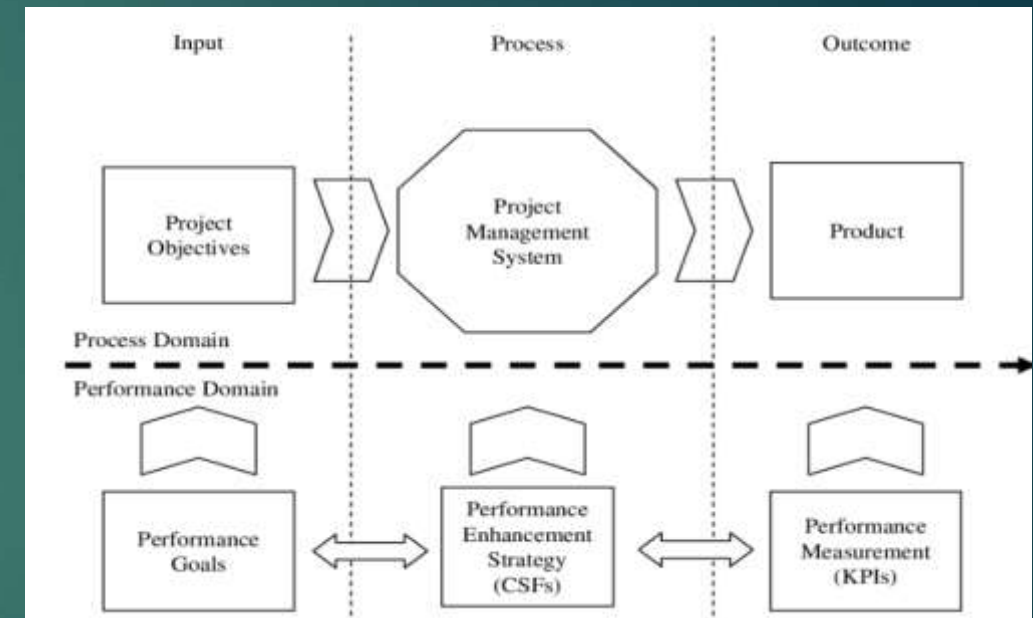 Input
Process
Outcome
Project
Objectives
Project
Management
System
Product
Process Domain
Performance Domain
Performance
Goals
Performance
Enhancement
Strategy
(CSFs)
Performance
Measurement
(KPIs)